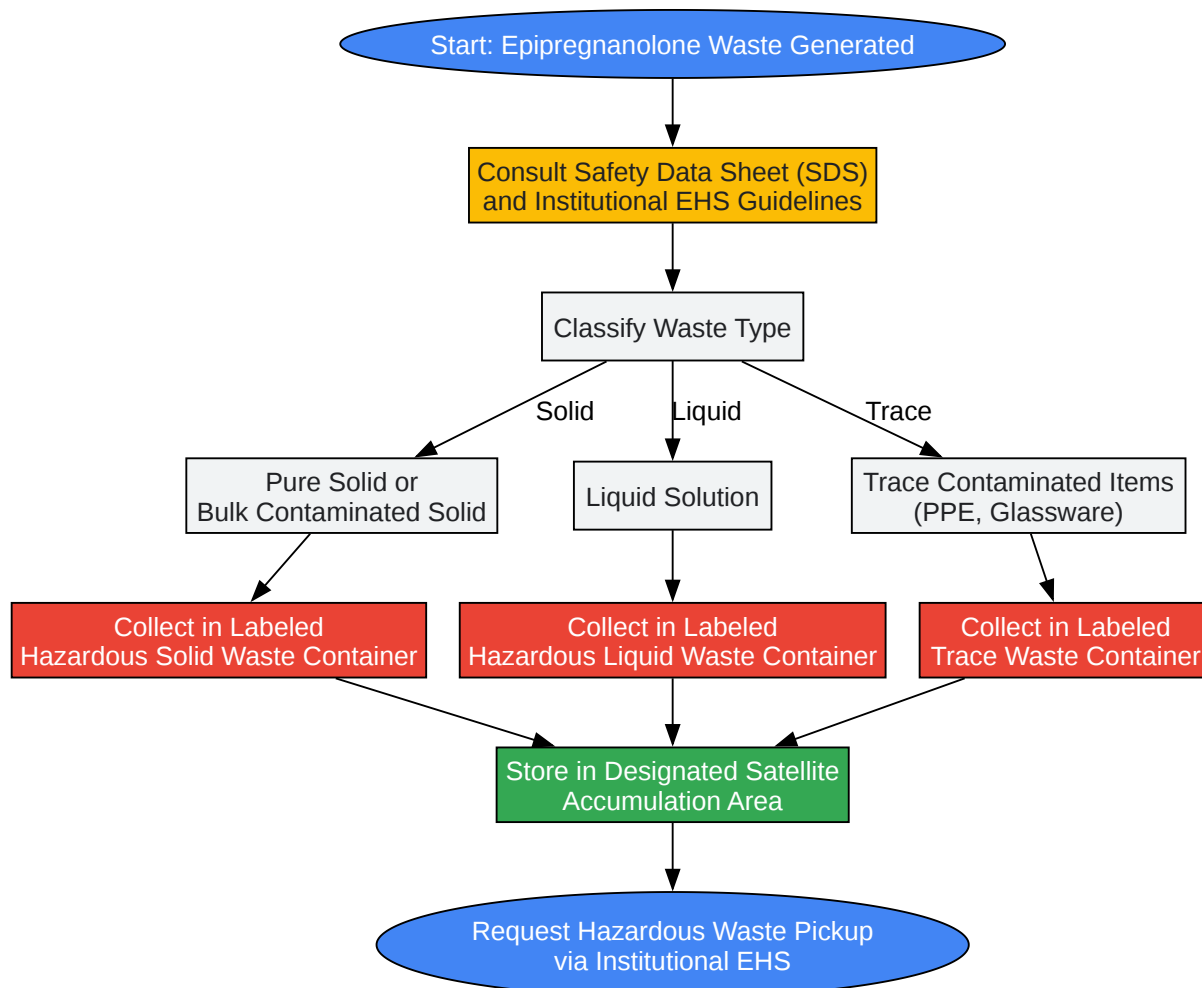 Start: Epipregnanolone Waste Generated
Consult Safety Data Sheet (SDS)
and Institutional EHS Guidelines
Classify Waste Type
Solid
Liquid
Trace
Pure Solid or
Bulk Contaminated Solid
Liquid Solution
Trace Contaminated Items
(PPE, Glassware)
Collect in Labeled
Hazardous Solid Waste Container
Collect in Labeled
Hazardous Liquid Waste Container
Collect in Labeled
Trace Waste Container
Store in Designated Satellite
Accumulation Area
Request Hazardous Waste Pickup
via Institutional EHS